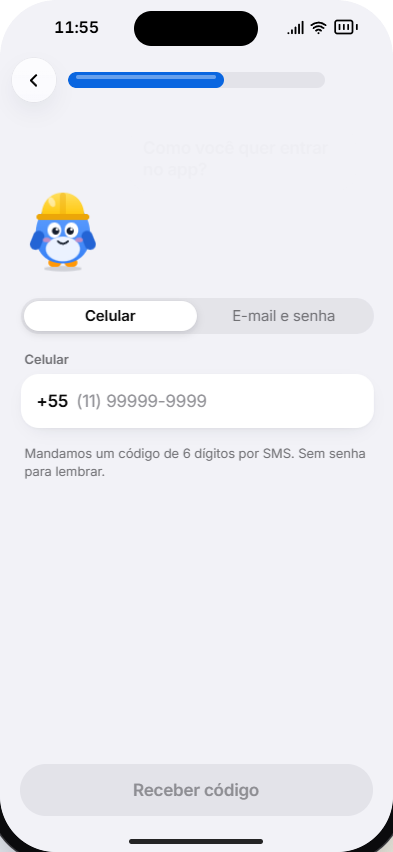 11:55
Como você quer entrar
no app?
Celular
E-mail e senha
Celular
+55 (11) 99999-9999
Mandamos um código de 6 dígitos por SMS. Sem senha
para lembrar.
Receber código